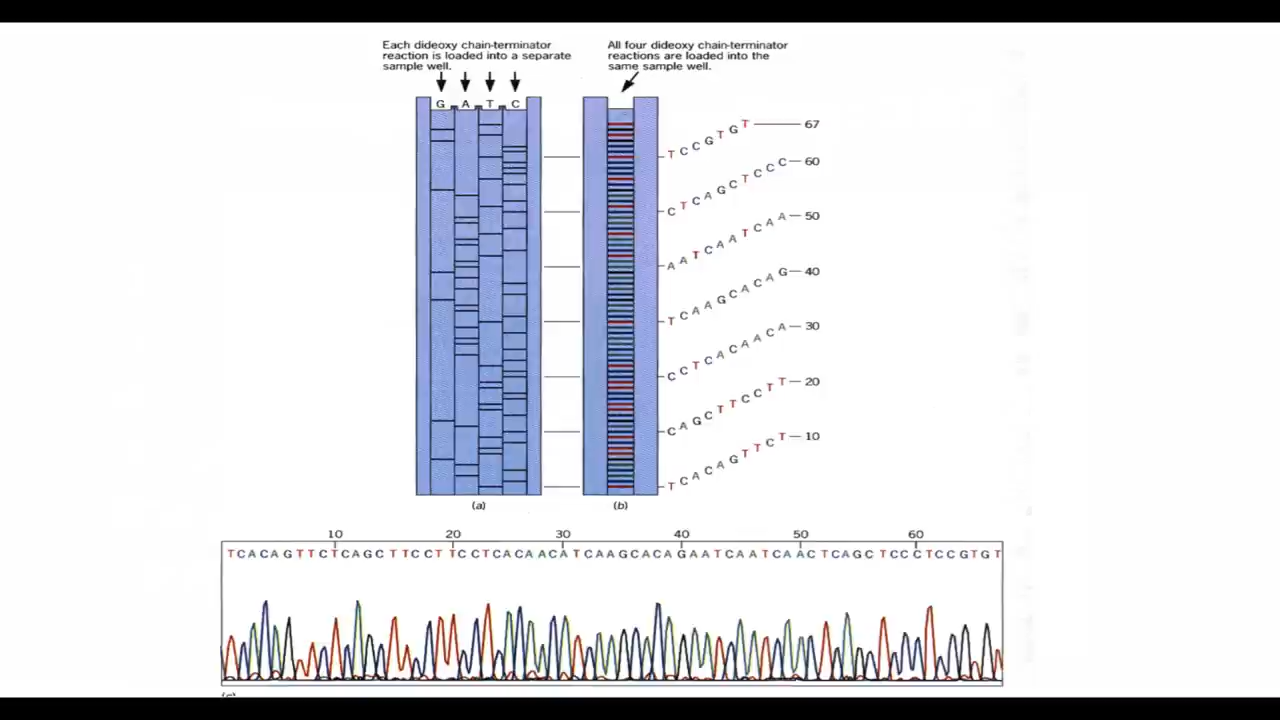 Each dideoxy chain-terminator
reaction is loaded into a separate
sample well.
All four dideoxy chain-terminator
reactions are loaded into the
same sample well.
G A T C
TCCGTGT 67
CTCAGCTCCC 60
AATCAATCAA 50
TCAAGCACAG 40
CCTCACAACA 30
CAGCTTCCTT 20
TCACAGTTCT 10
(a) (b)
10 20 30 40 50 60
TCACAGTTCTCAGCTTCCTTCCTCACAACATCAAGCACAGAATCAATCAACTCAGCTCCCTCCGTGT